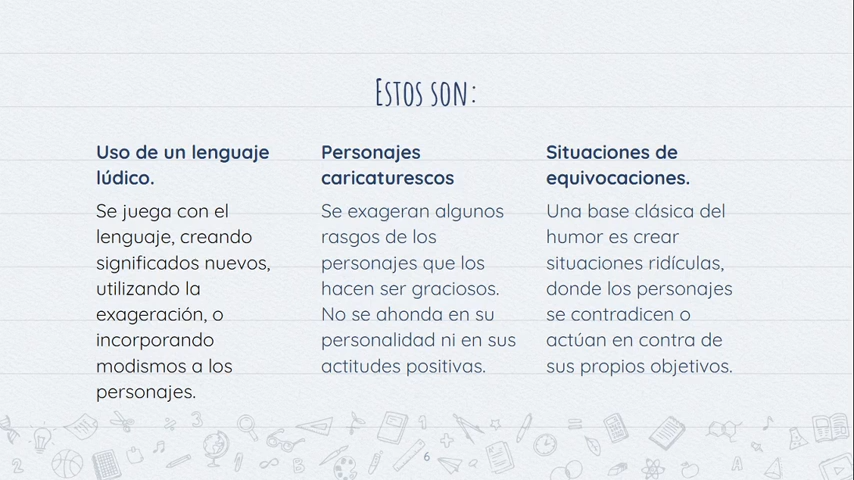 Estos son:
Uso de un lenguaje
lúdico.
Se juega con el
lenguaje, creando
significados nuevos,
utilizando la
exageración, o
incorporando
modismos a los
personajes.
Personajes
caricaturescos
Se exageran algunos
rasgos de los
personajes que los
hacen ser graciosos.
No se ahonda en su
personalidad ni en sus
actitudes positivas.
Situaciones de
equivocaciones.
Una base clásica del
humor es crear
situaciones ridículas,
donde los personajes
se contradicen o
actúan en contra de
sus propios objetivos.
6